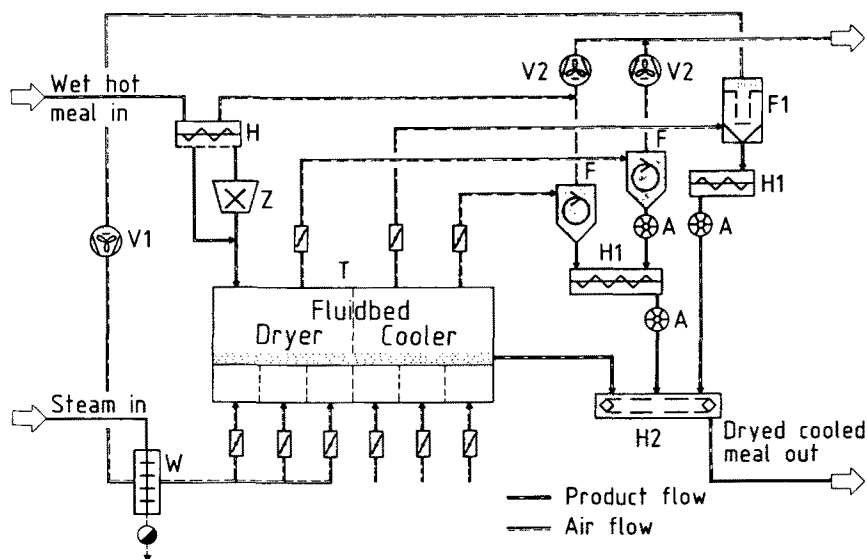 V2
V2
Wet hot
meal in
F1
H
F
F
Z
H1
V1
A
A
H1
T
Fluidbed
Dryer
Cooler
A
Steam in
H2
W
Dryed cooled
meal out
Product flow
Air flow